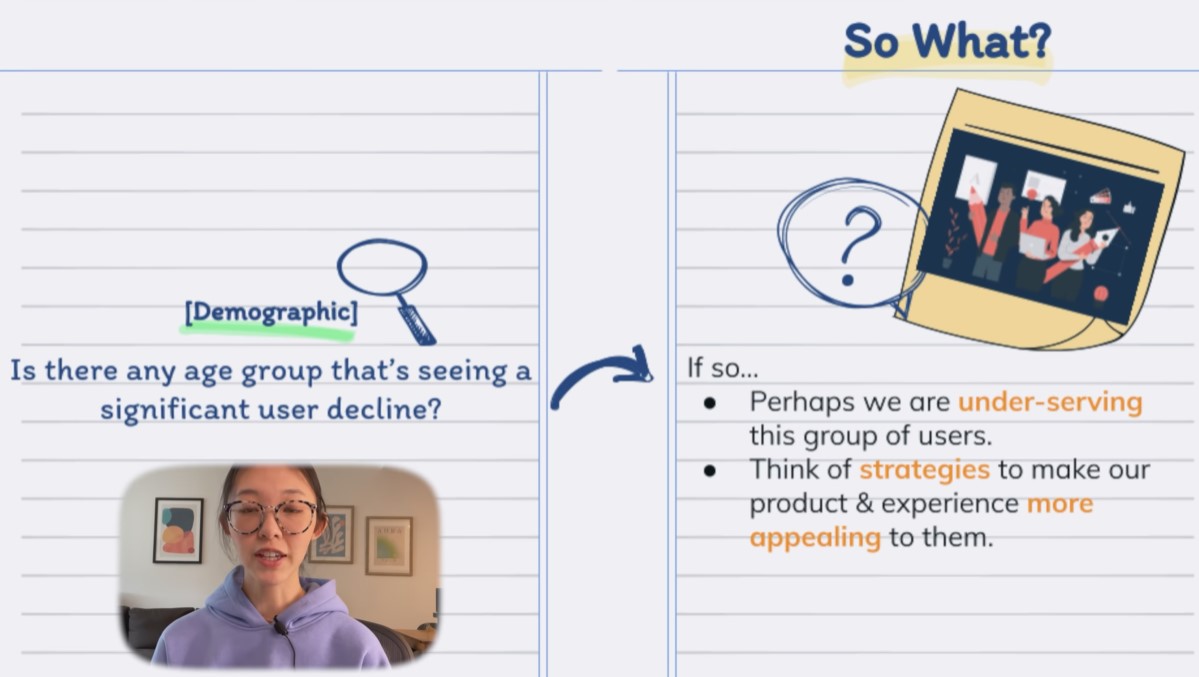 [Demographic]
Is there any age group that's seeing a
significant user decline?
So What?
?
If so...
● Perhaps we are under-serving
this group of users.
● Think of strategies to make our
product & experience more
appealing to them.